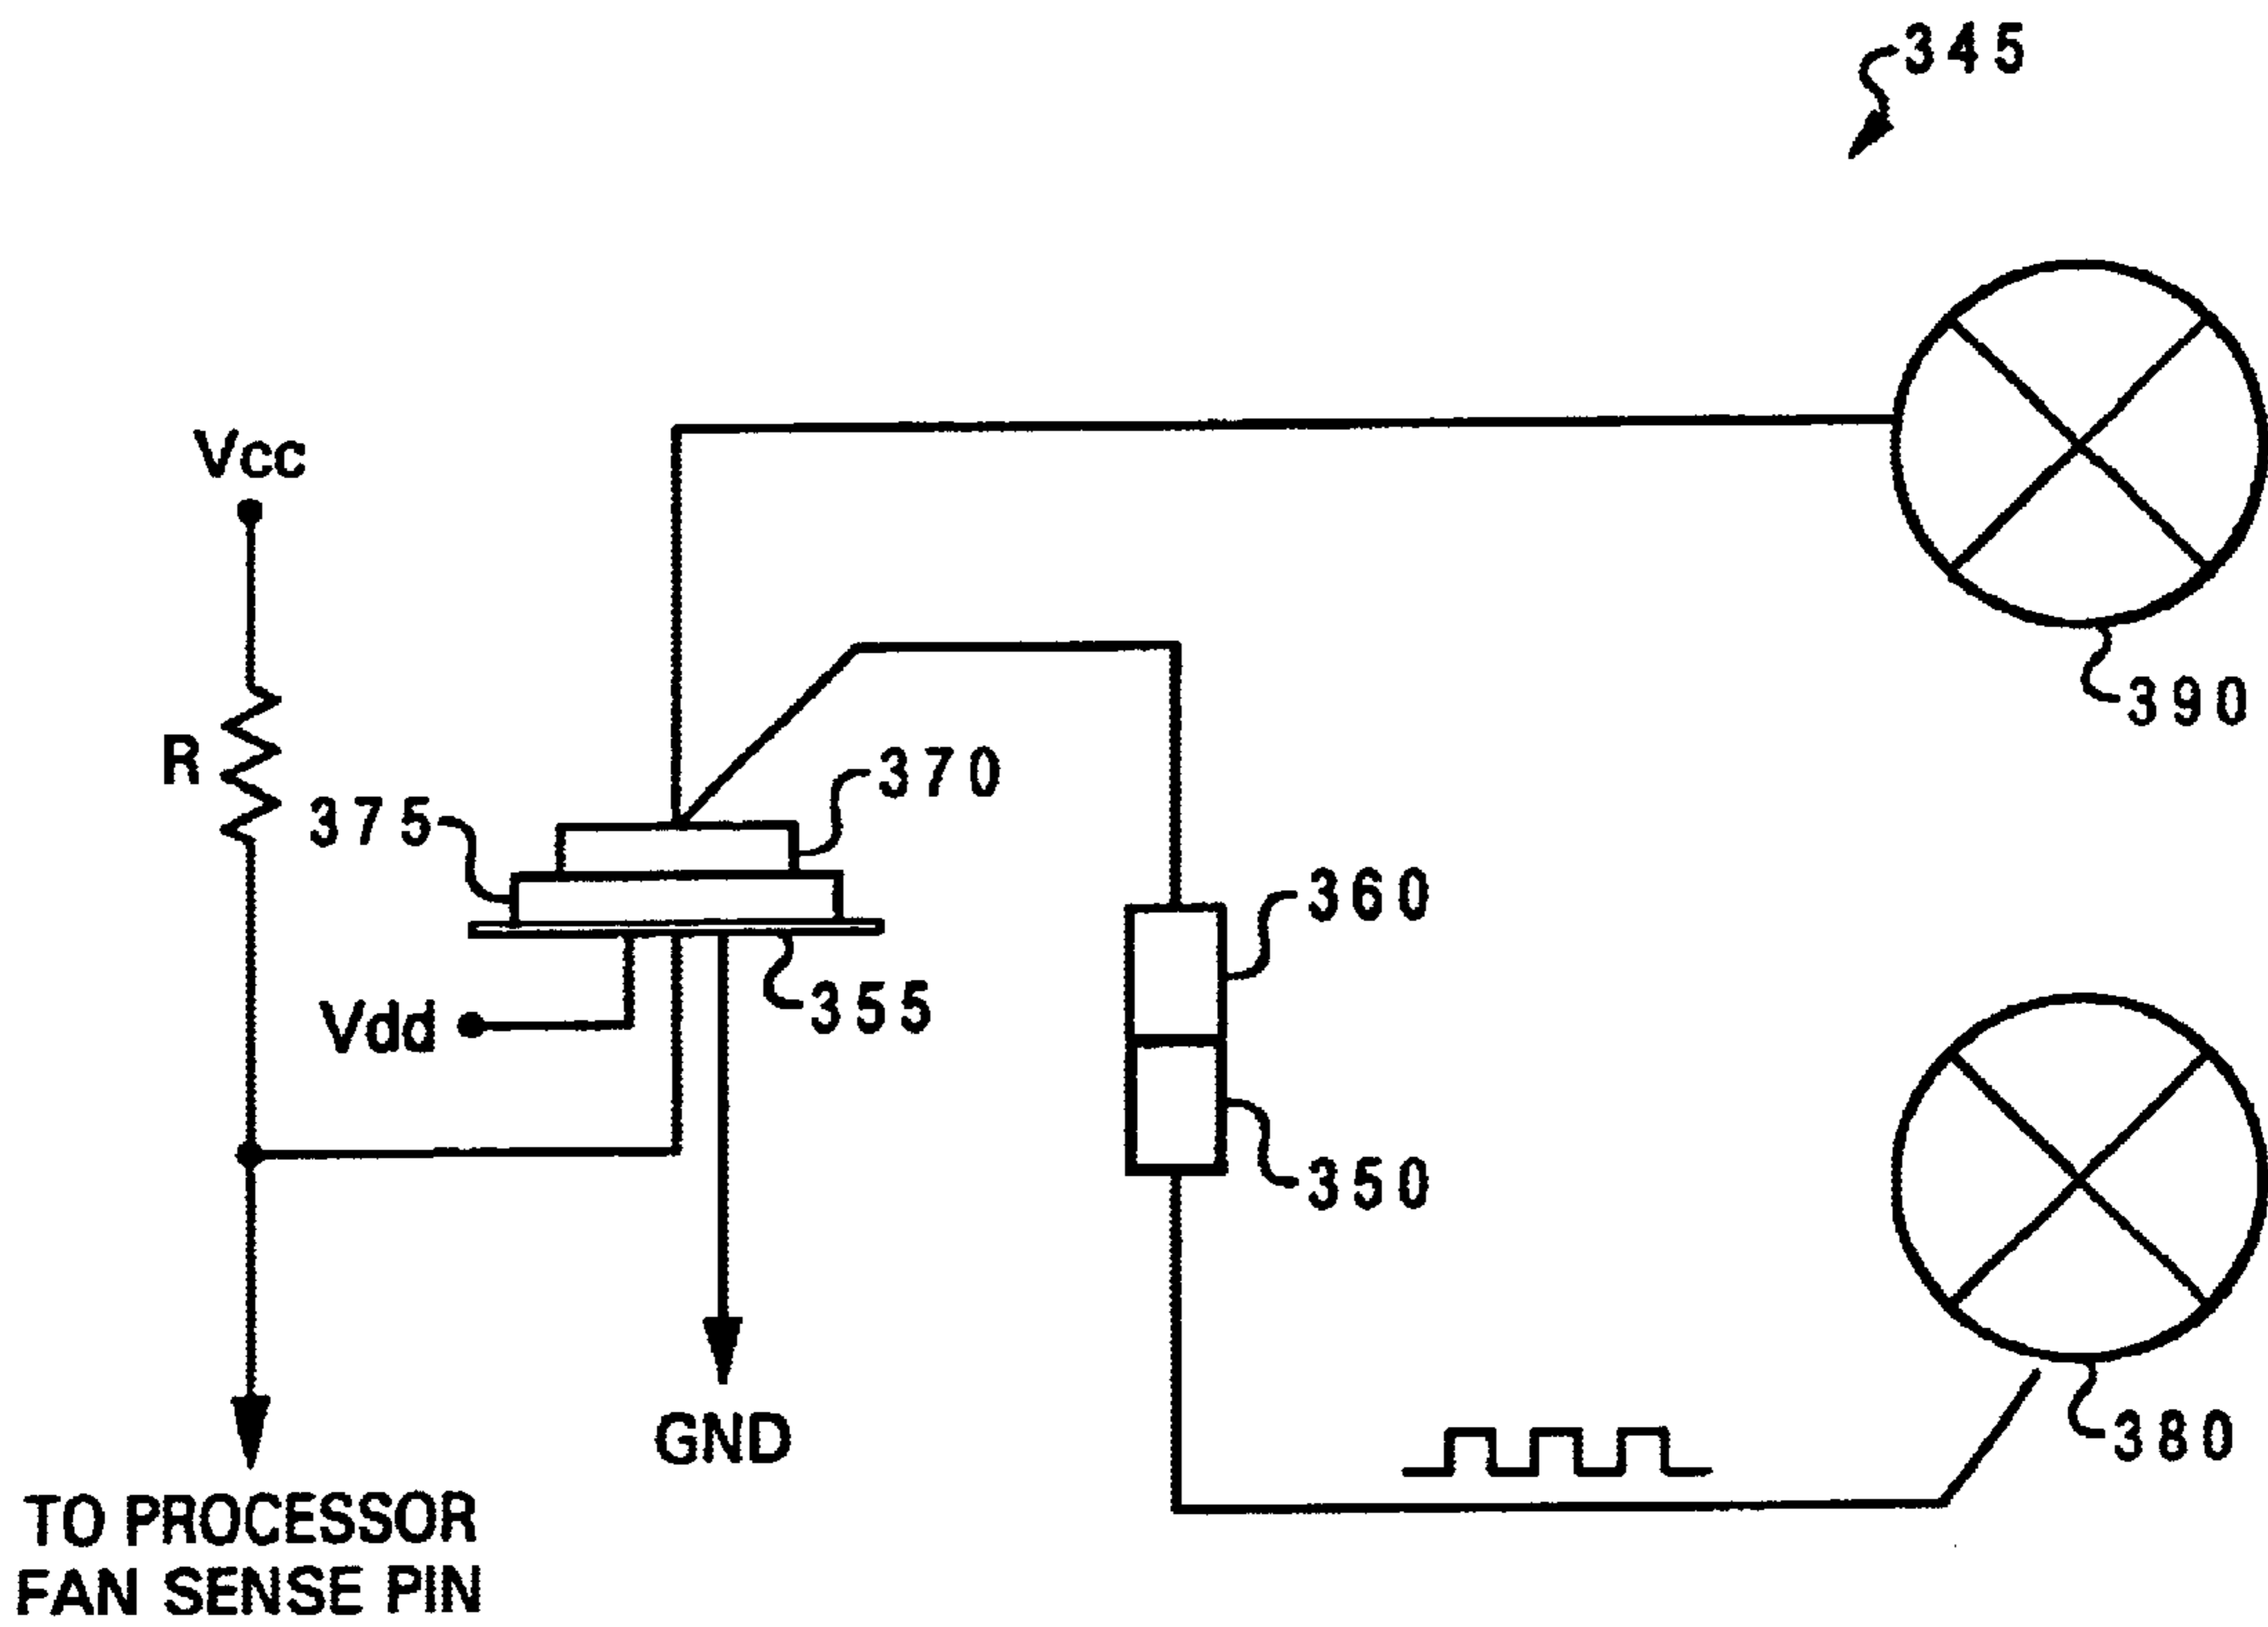 345
Vcc
390
R
370
375
360
355
Vdd
350
380
GND
TO PROCESSOR
FAN SENSE PIN